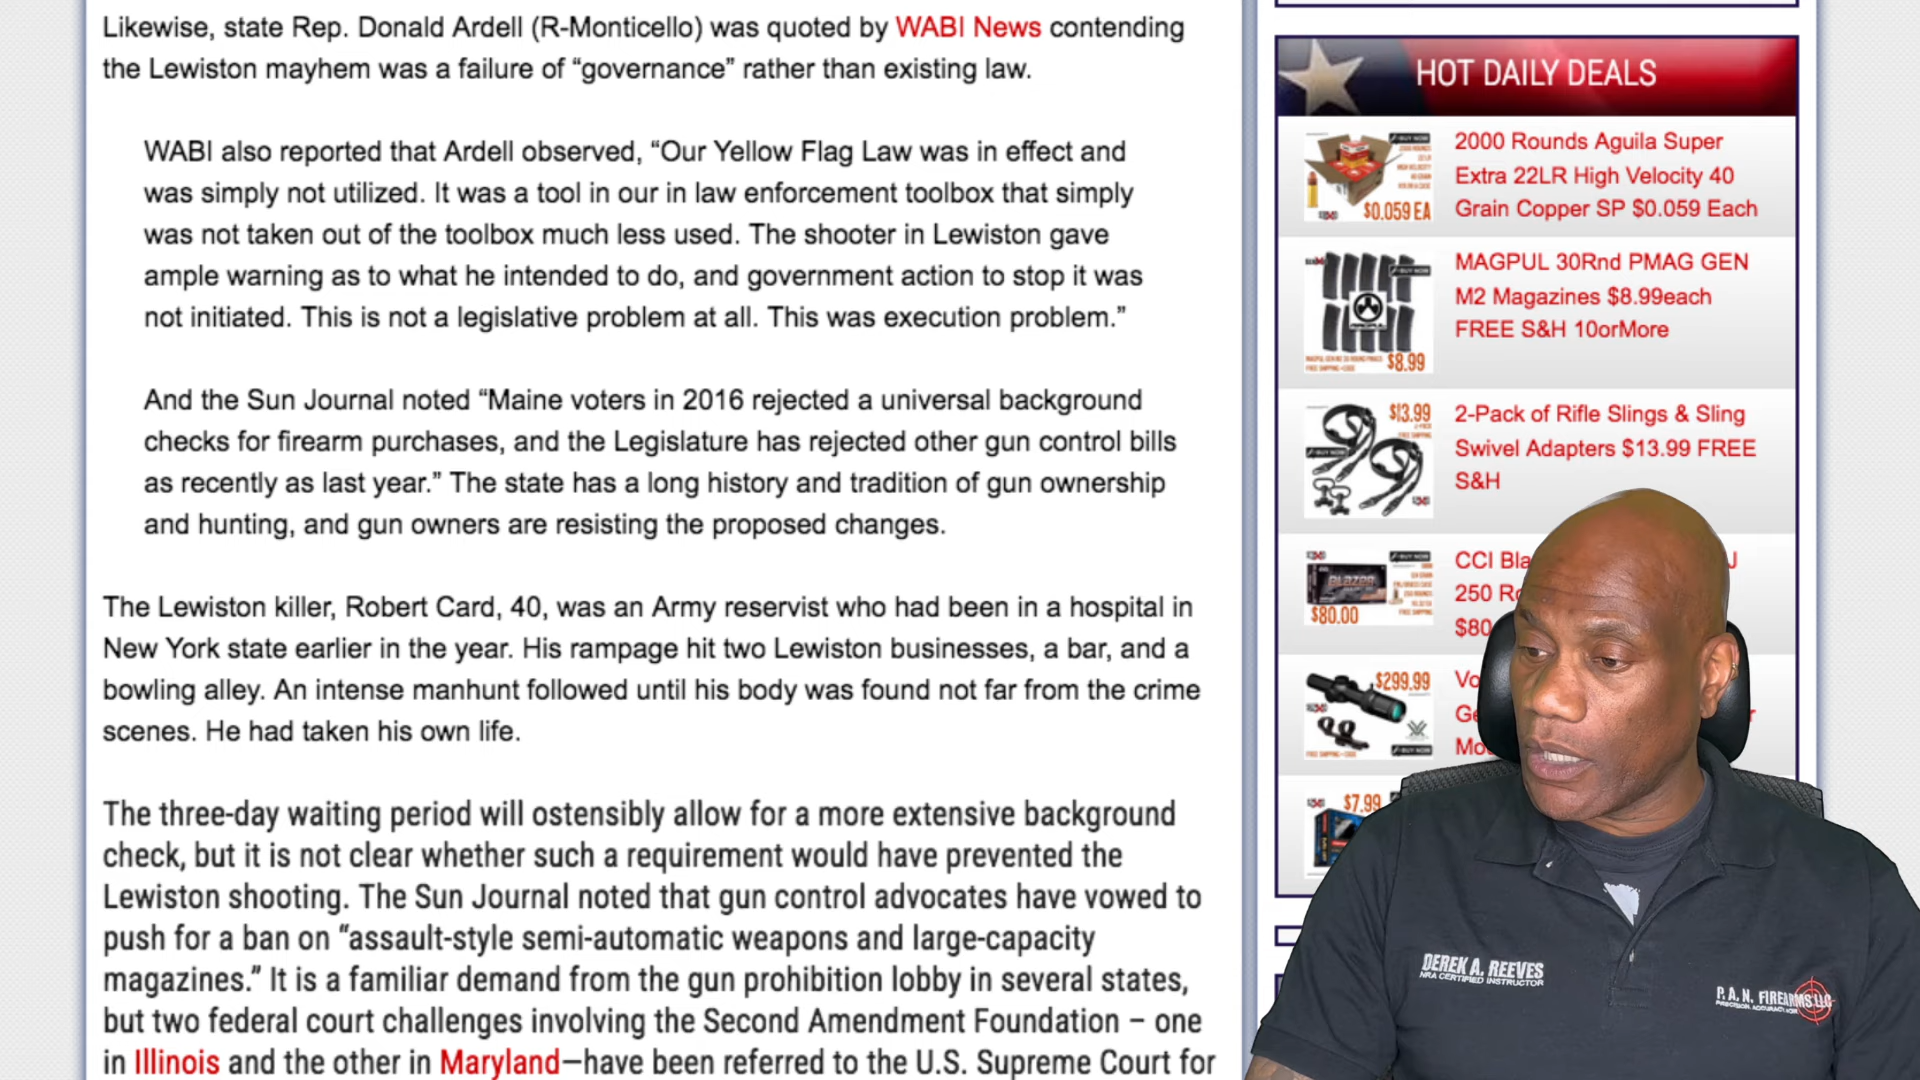 Likewise, state Rep. Donald Ardell (R-Monticello) was quoted by WABI News contending
the Lewiston mayhem was a failure of “governance” rather than existing law.
WABI also reported that Ardell observed, “Our Yellow Flag Law was in effect and
was simply not utilized. It was a tool in our in law enforcement toolbox that simply
was not taken out of the toolbox much less used. The shooter in Lewiston gave
ample warning as to what he intended to do, and government action to stop it was
not initiated. This is not a legislative problem at all. This was execution problem.”
And the Sun Journal noted “Maine voters in 2016 rejected a universal background
checks for firearm purchases, and the Legislature has rejected other gun control bills
as recently as last year.” The state has a long history and tradition of gun ownership
and hunting, and gun owners are resisting the proposed changes.
The Lewiston killer, Robert Card, 40, was an Army reservist who had been in a hospital in
New York state earlier in the year. His rampage hit two Lewiston businesses, a bar, and a
bowling alley. An intense manhunt followed until his body was found not far from the crime
scenes. He had taken his own life.
The three-day waiting period will ostensibly allow for a more extensive background
check, but it is not clear whether such a requirement would have prevented the
Lewiston shooting. The Sun Journal noted that gun control advocates have vowed to
push for a ban on “assault-style semi-automatic weapons and large-capacity
magazines.” It is a familiar demand from the gun prohibition lobby in several states,
but two federal court challenges involving the Second Amendment Foundation – one
in Illinois and the other in Maryland—have been referred to the U.S. Supreme Court for
HOT DAILY DEALS
$0.059 EA
2000 Rounds Aguila Super
Extra 22LR High Velocity 40
Grain Copper SP $0.059 Each
MAGPUL
$8.99
MAGPUL 30Rnd PMAG GEN
M2 Magazines $8.99each
FREE S&H 10orMore
$13.99
2-Pack of Rifle Slings & Sling
Swivel Adapters $13.99 FREE
S&H
BLAZER
$80.00
CCI Bla
J
250 Ro
$80
$299.99
Vo
Ge
r
Mo
$7.99
DEREK A. REEVES
NRA CERTIFIED INSTRUCTOR
P.A.N. FIREARMS LLC